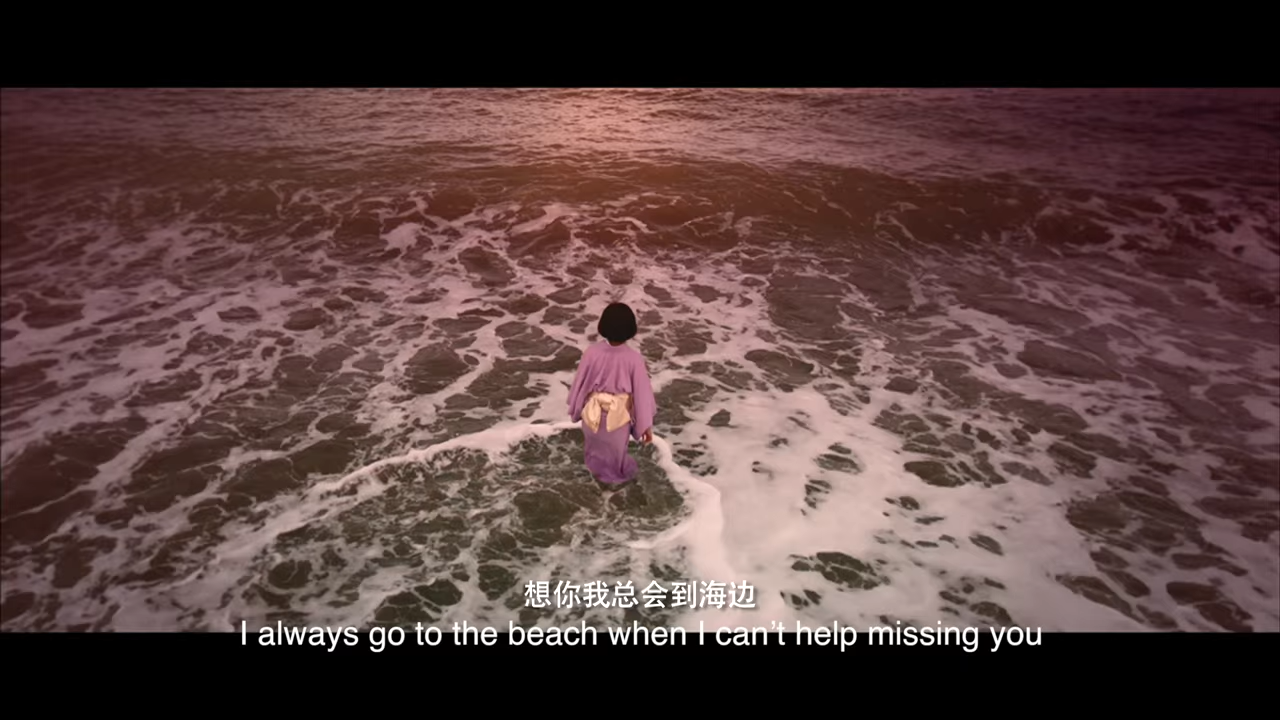 想你我总会到海边
I always go to the beach when I can't help missing you